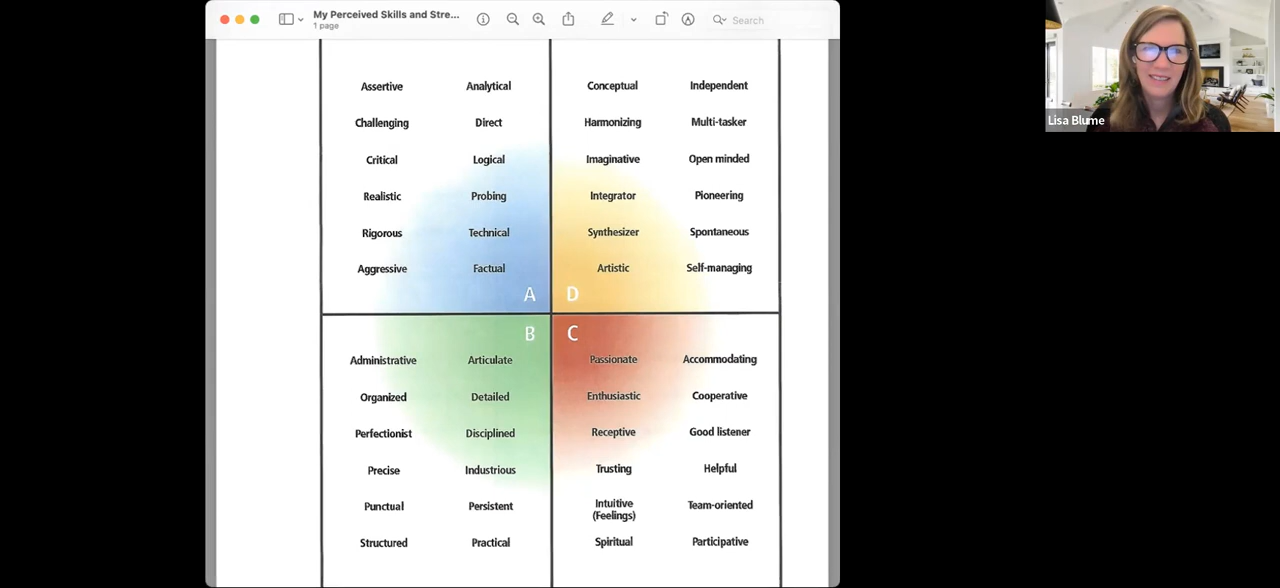 My Perceived Skills and Stre...
1 page
Search
Lisa Blume
Assertive Analytical Conceptual Independent
Challenging Direct Harmonizing Multi-tasker
Critical Logical Imaginative Open minded
Realistic Probing Integrator Pioneering
Rigorous Technical Synthesizer Spontaneous
Aggressive Factual Artistic Self-managing
A D
B C
Administrative Articulate Passionate Accommodating
Organized Detailed Enthusiastic Cooperative
Perfectionist Disciplined Receptive Good listener
Precise Industrious Trusting Helpful
Punctual Persistent Intuitive Team-oriented
(Feelings)
Structured Practical Spiritual Participative